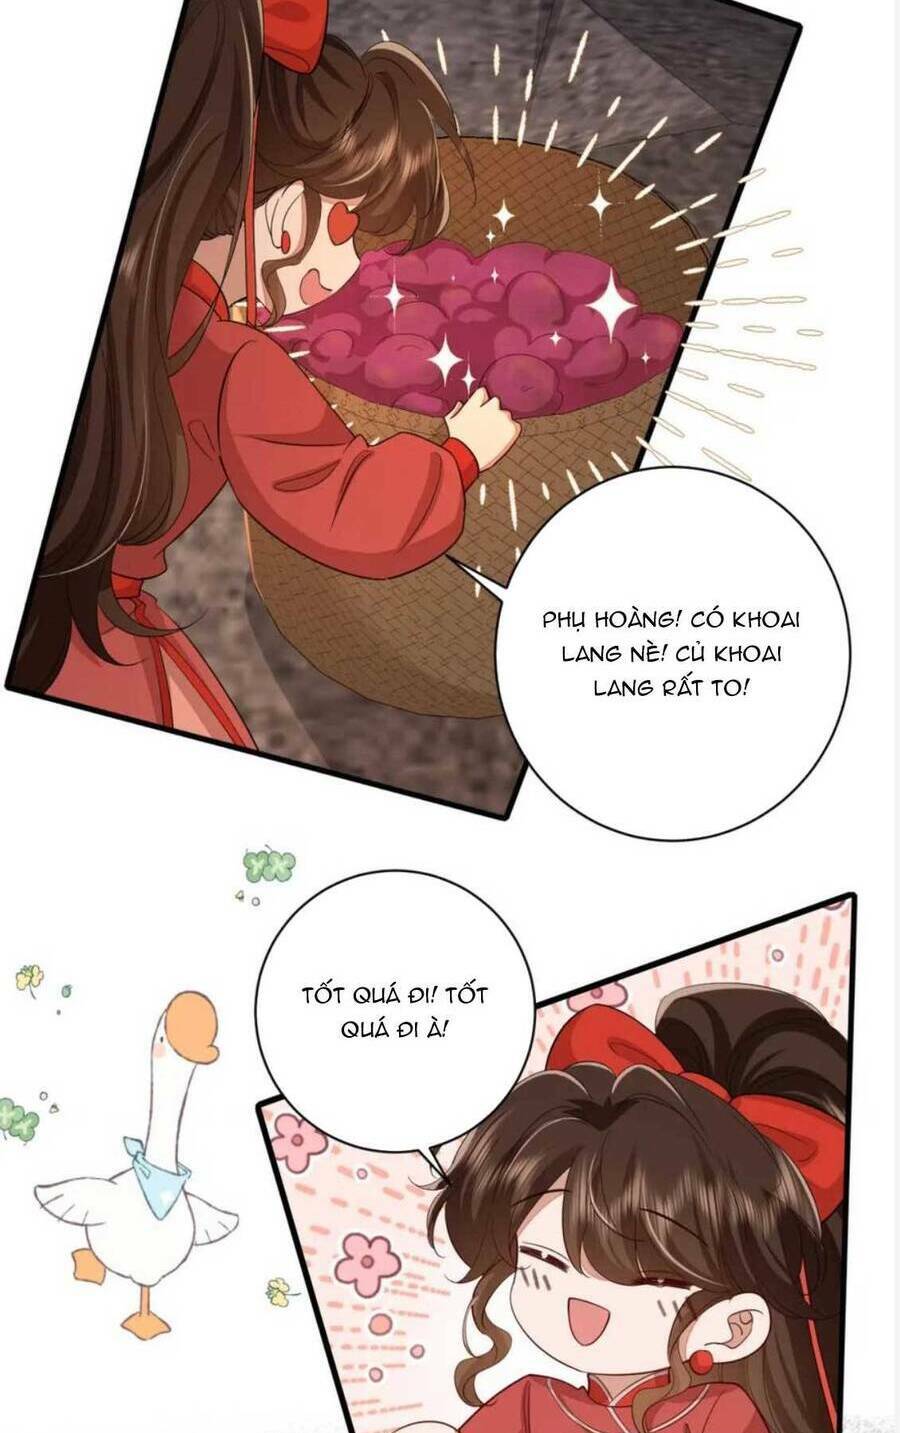 PHỤ HOÀNG! CÓ KHOAI
LANG NÈ! CỦ KHOAI
LANG RẤT TO!
TỐT QUÁ ĐI! TỐT
QUÁ ĐI À!